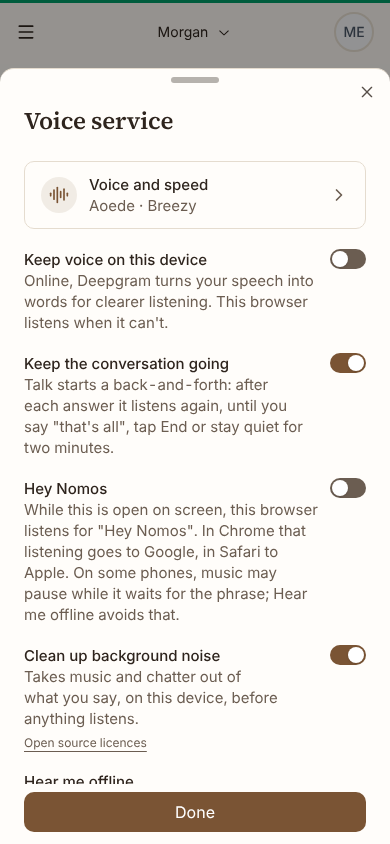 Morgan
ME
Voice service
Voice and speed
Aoede · Breezy
Keep voice on this device
Online, Deepgram turns your speech into
words for clearer listening. This browser
listens when it can't.
Keep the conversation going
Talk starts a back-and-forth: after
each answer it listens again, until you
say "that's all", tap End or stay quiet for
two minutes.
Hey Nomos
While this is open on screen, this browser
listens for "Hey Nomos". In Chrome that
listening goes to Google, in Safari to
Apple. On some phones, music may
pause while it waits for the phrase; Hear
me offline avoids that.
Clean up background noise
Takes music and chatter out of
what you say, on this device, before
anything listens.
Open source licences
Hear me offline
Done